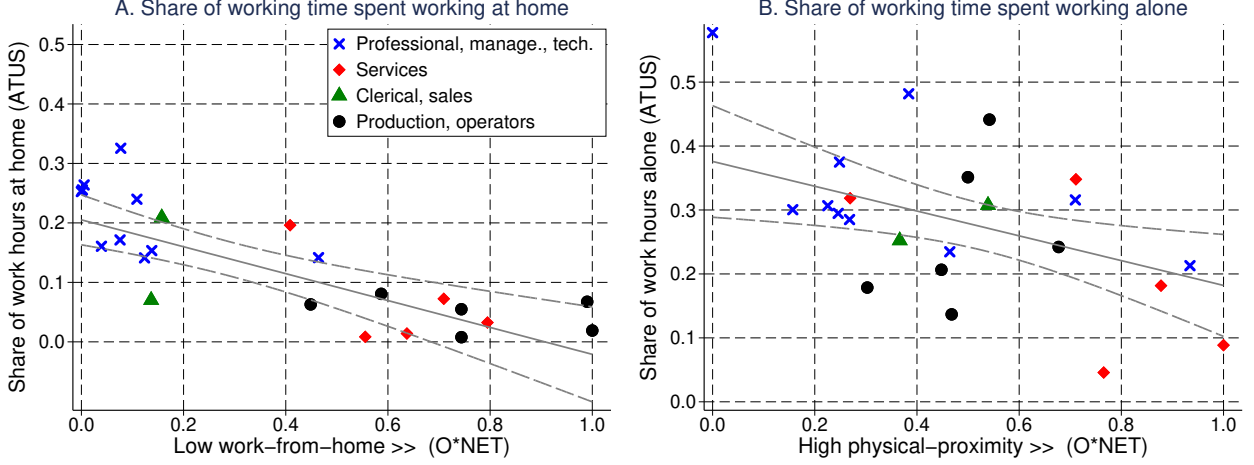 A. Share of working time spent working at home
Share of work hours at home (ATUS)
0.5
0.4
0.3
0.2
0.1
0.0
Professional, manage., tech.
Services
Clerical, sales
Production, operators
0.0 0.2 0.4 0.6 0.8 1.0
Low work−from−home >> (O*NET)
B. Share of working time spent working alone
Share of work hours alone (ATUS)
0.5
0.4
0.3
0.2
0.1
0.0
0.0 0.2 0.4 0.6 0.8 1.0
High physical−proximity >> (O*NET)